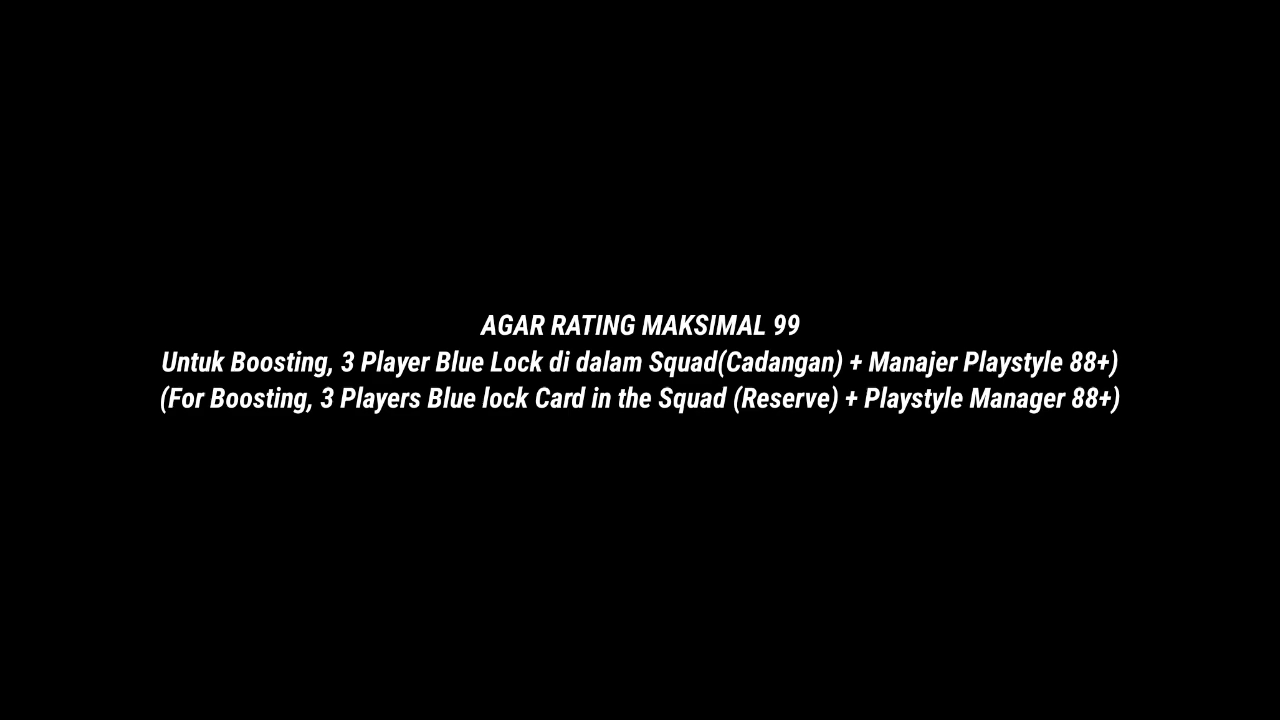 AGAR RATING MAKSIMAL 99
Untuk Boosting, 3 Player Blue Lock di dalam Squad(Cadangan) + Manajer Playstyle 88+)
(For Boosting, 3 Players Blue lock Card in the Squad (Reserve) + Playstyle Manager 88+)